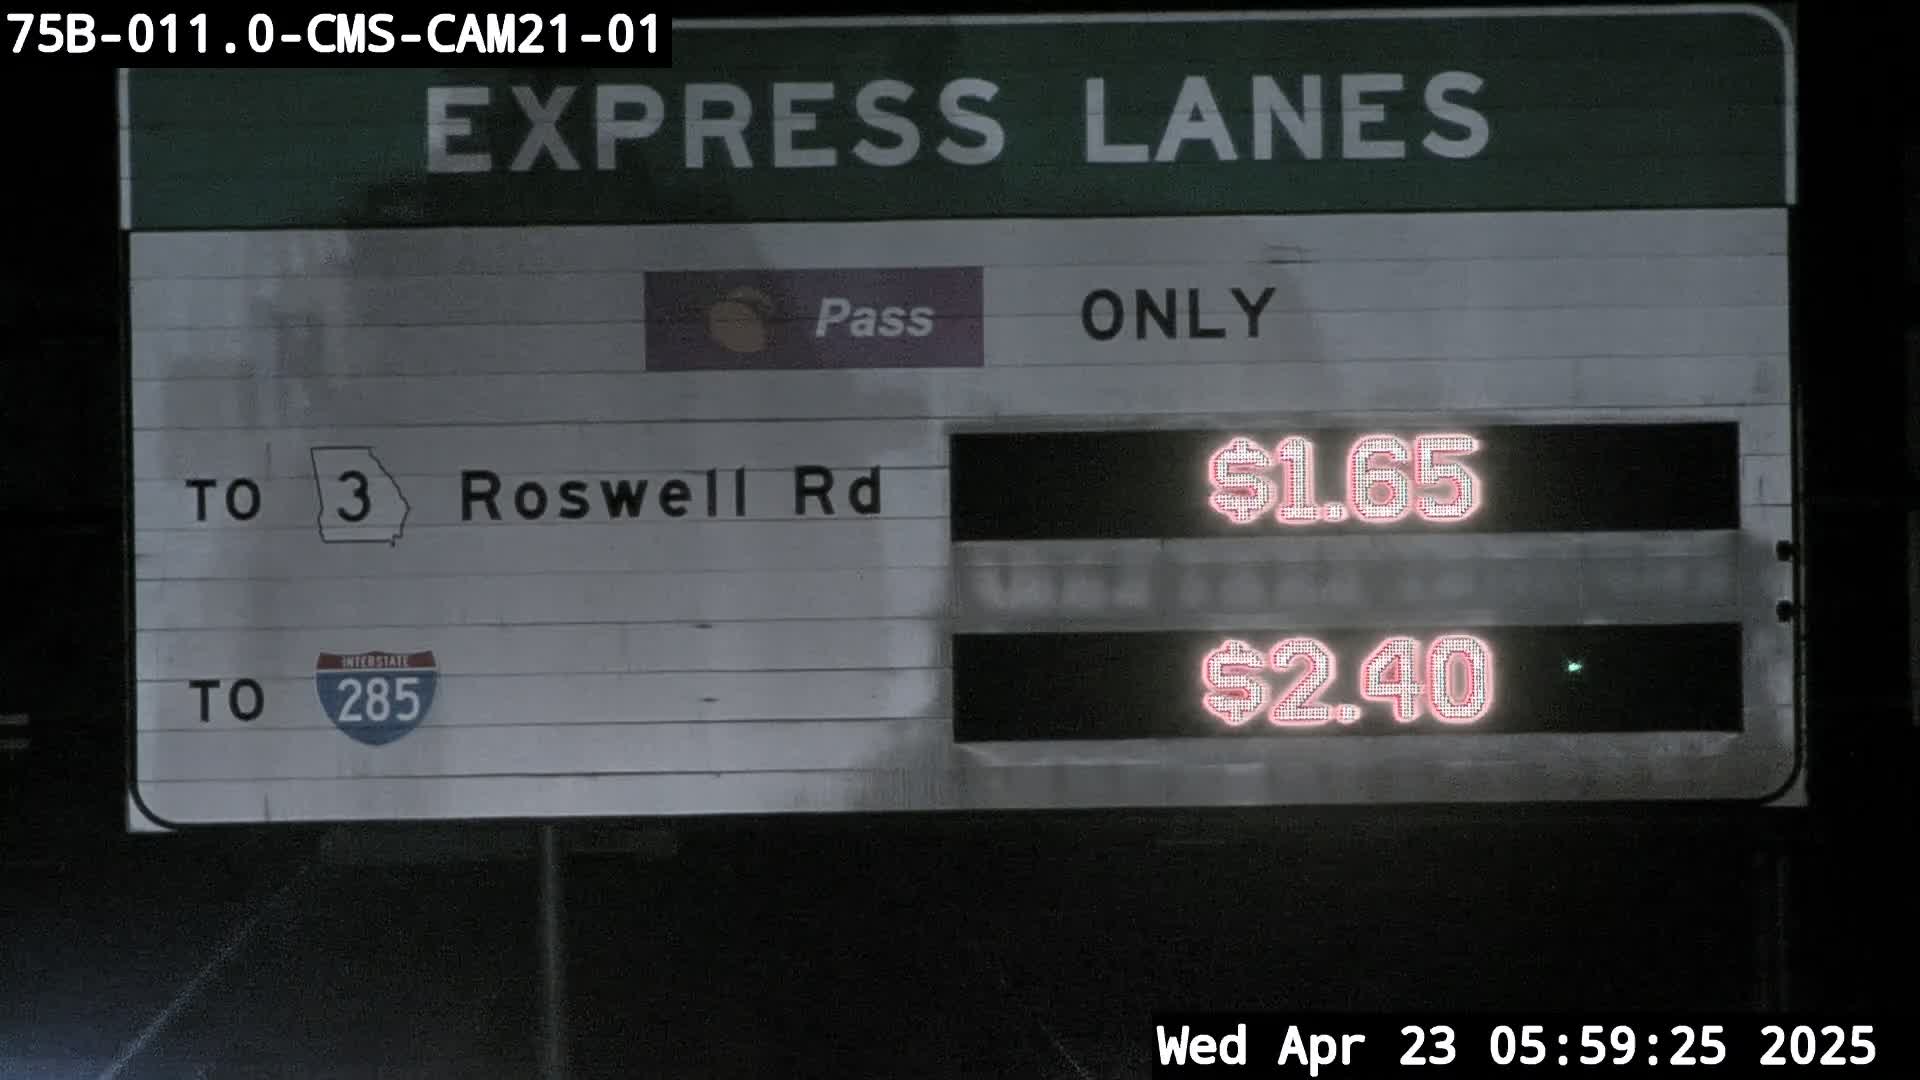 75B-011.0-CMS-CAM21-01
EXPRESS LANES
Pass ONLY
TO 3 Roswell Rd $1.65
TO INTERSTATE 285 $2.40
Wed Apr 23 05:59:25 2025